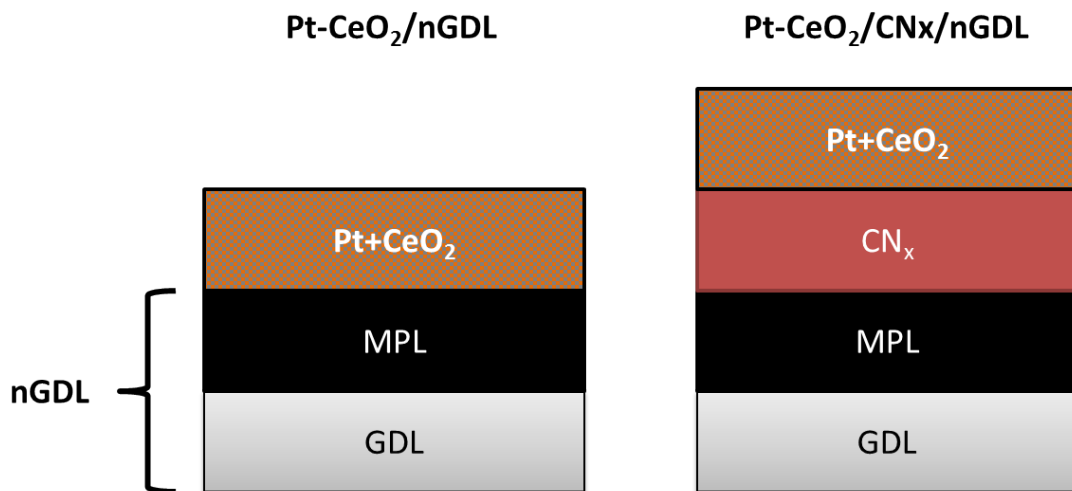 Pt-CeO₂/nGDL
Pt-CeO₂/CNx/nGDL
Pt+CeO₂
MPL
GDL
nGDL
Pt+CeO₂
CNₓ
MPL
GDL